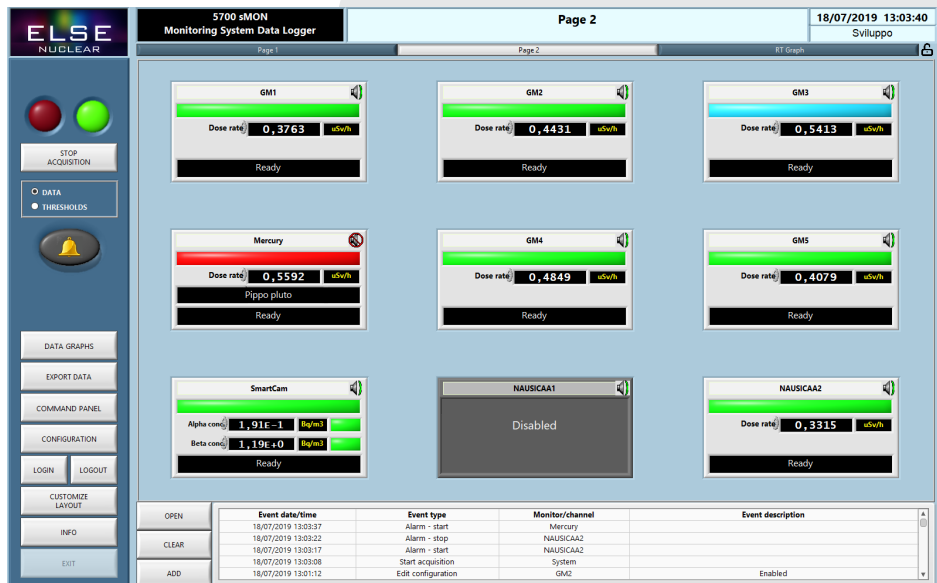 ELSE
NUCLEAR
5700 sMON
Monitoring System Data Logger
Page 2
18/07/2019 13:03:40
Sviluppo
Page 1
Page 2
RT Graph
STOP
ACQUISITION
DATA
THRESHOLDS
DATA GRAPHS
EXPORT DATA
COMMAND PANEL
CONFIGURATION
LOGIN LOGOUT
CUSTOMIZE
LAYOUT
INFO
EXIT
GM1
Dose rate 0,3763 uSv/h
Ready
GM2
Dose rate 0,4431 uSv/h
Ready
GM3
Dose rate 0,5413 uSv/h
Ready
Mercury
Dose rate 0,5592 uSv/h
Pippo pluto
Ready
GM4
Dose rate 0,4849 uSv/h
Ready
GM5
Dose rate 0,4079 uSv/h
Ready
SmartCam
Alpha conc 1,91E-1 Bq/m3
Beta conc 1,19E+0 Bq/m3
Ready
NAUSICAA1
Disabled
NAUSICAA2
Dose rate 0,3315 uSv/h
Ready
OPEN
CLEAR
ADD
Event date/time Event type Monitor/channel Event description
18/07/2019 13:03:37 Alarm - start Mercury
18/07/2019 13:03:22 Alarm - stop NAUSICAA2
18/07/2019 13:03:17 Alarm - start NAUSICAA2
18/07/2019 13:03:08 Start acquisition System
18/07/2019 13:01:12 Edit configuration GM2 Enabled